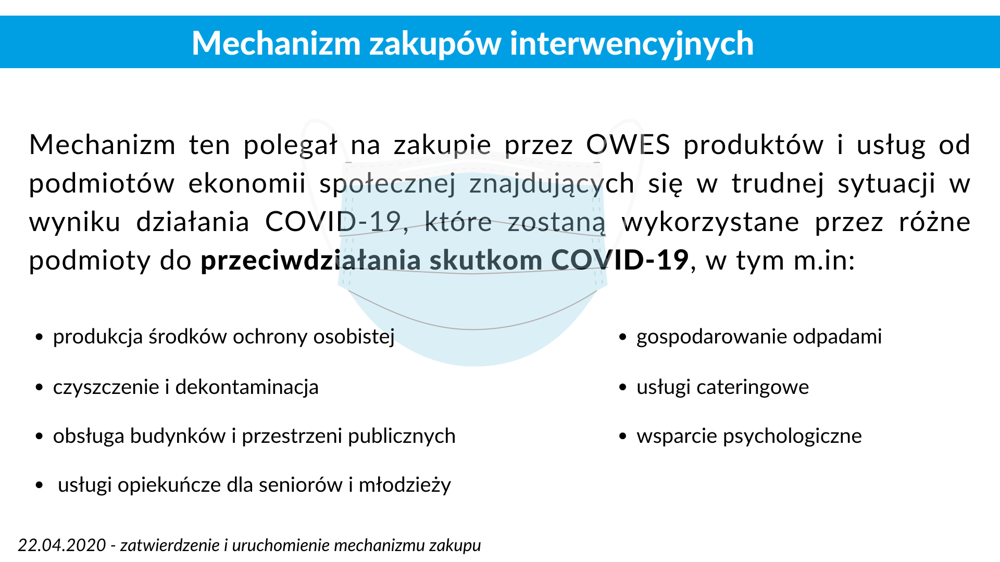 Mechanizm zakupów interwencyjnych
Mechanizm ten polegał na zakupie przez OWES produktów i usług od
podmiotów ekonomii społecznej znajdujących się w trudnej sytuacji w
wyniku działania COVID-19, które zostaną wykorzystane przez różne
podmioty do przeciwdziałania skutkom COVID-19, w tym m.in:
• produkcja środków ochrony osobistej
• czyszczenie i dekontaminacja
• obsługa budynków i przestrzeni publicznych
• usługi opiekuńcze dla seniorów i młodzieży
• gospodarowanie odpadami
• usługi cateringowe
• wsparcie psychologiczne
22.04.2020 - zatwierdzenie i uruchomienie mechanizmu zakupu